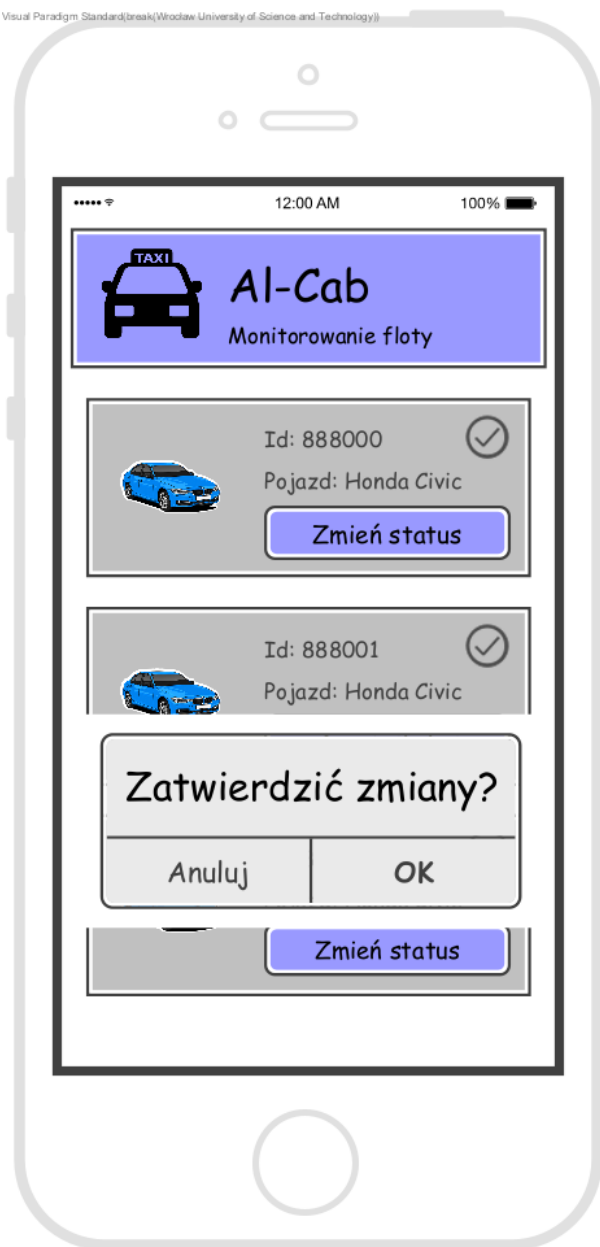 Visual Paradigm Standard(break(Wrocław University of Science and Technology))
12:00 AM
100%
TAXI
Al-Cab
Monitorowanie floty
Id: 888000
Pojazd: Honda Civic
Zmień status
Id: 888001
Pojazd: Honda Civic
Zatwierdzić zmiany?
Anuluj
OK
Zmień status